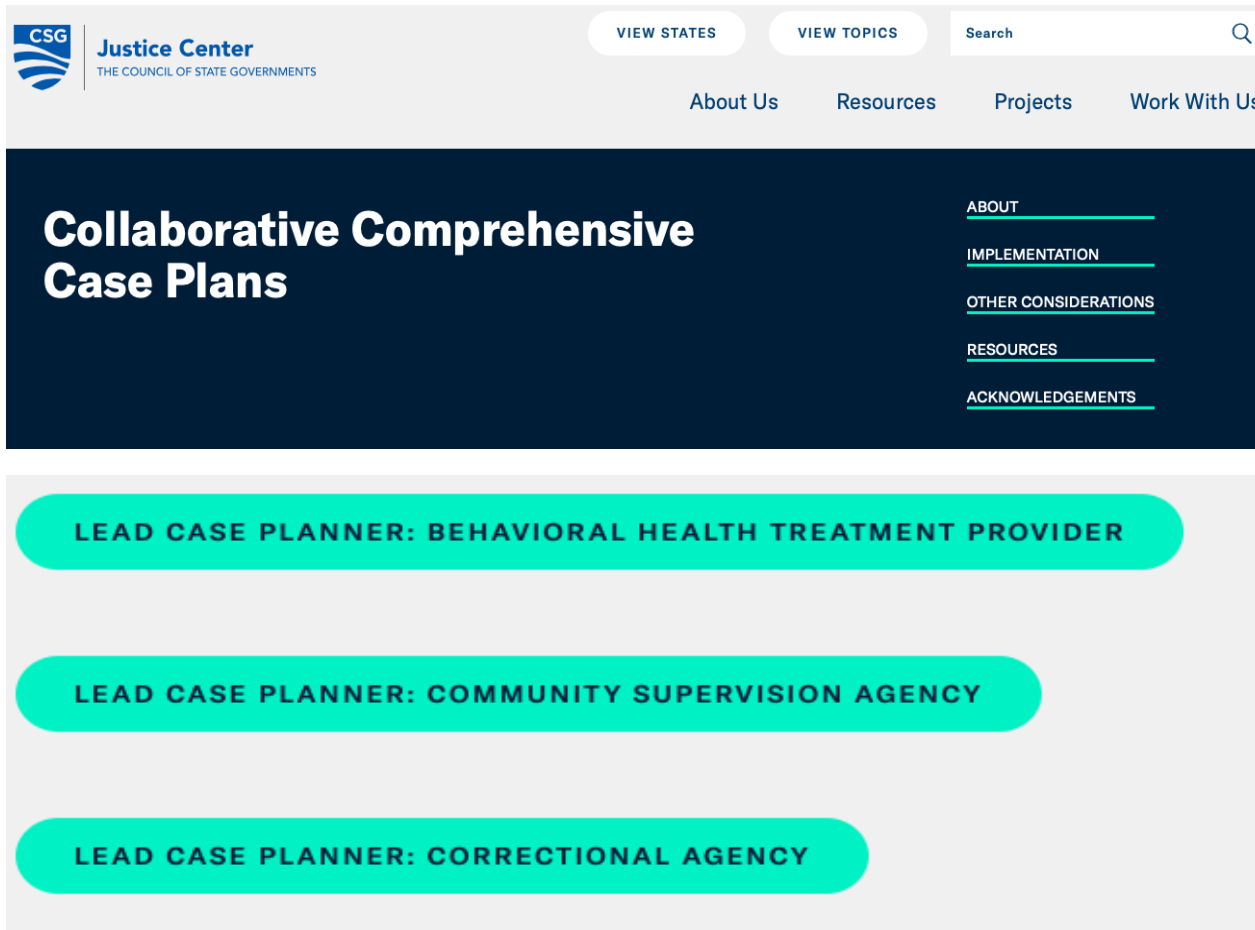 CSG
Justice Center
THE COUNCIL OF STATE GOVERNMENTS
VIEW STATES
VIEW TOPICS
Search
About Us
Resources
Projects
Work With Us
Collaborative Comprehensive
Case Plans
ABOUT
IMPLEMENTATION
OTHER CONSIDERATIONS
RESOURCES
ACKNOWLEDGEMENTS
LEAD CASE PLANNER: BEHAVIORAL HEALTH TREATMENT PROVIDER
LEAD CASE PLANNER: COMMUNITY SUPERVISION AGENCY
LEAD CASE PLANNER: CORRECTIONAL AGENCY